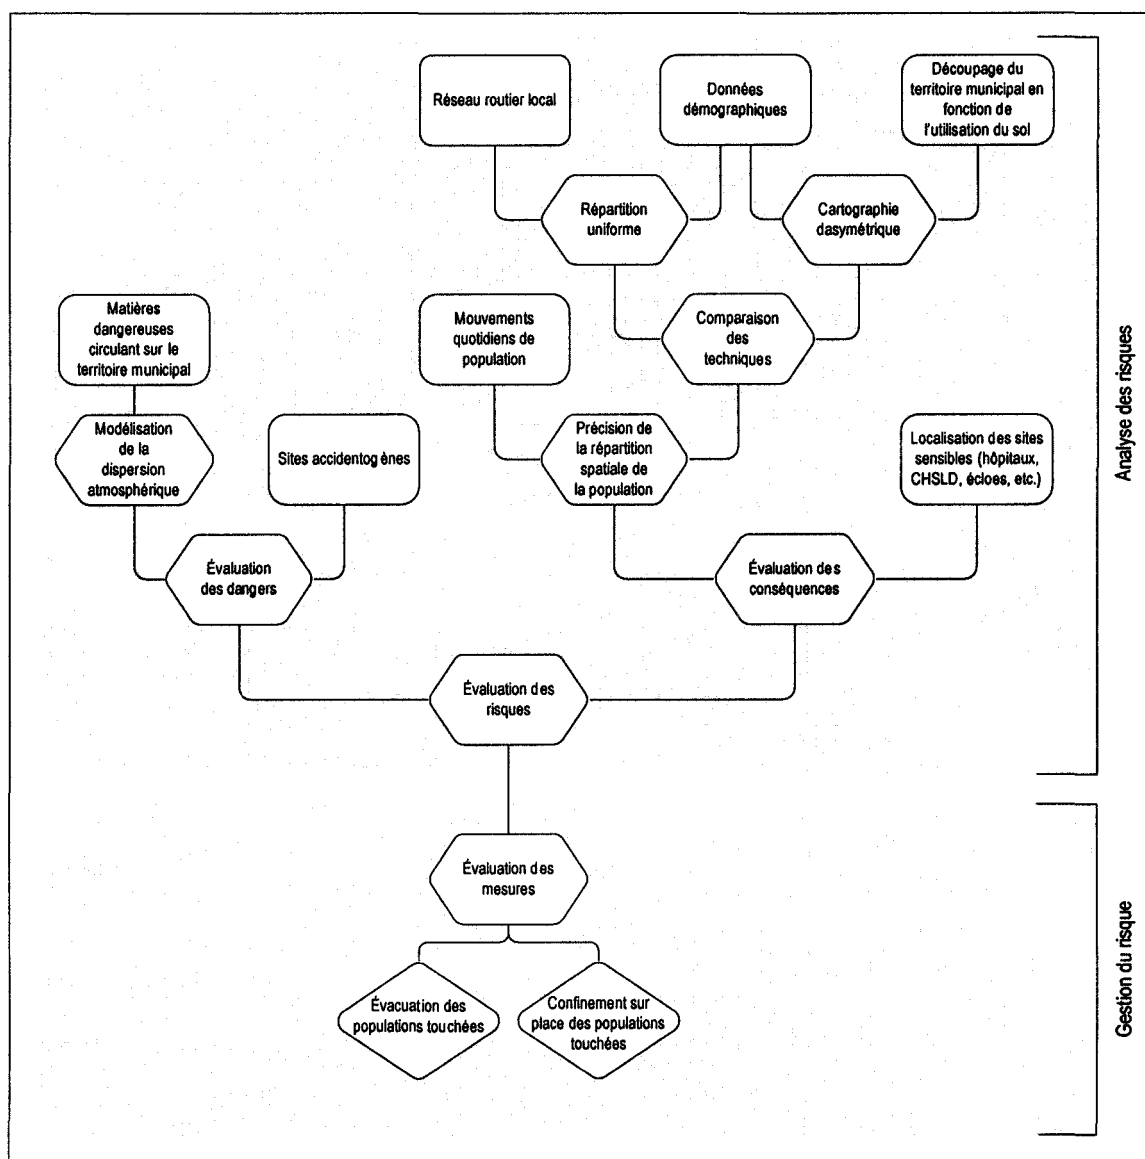 Réseau routier local
Données
démographiques
Découpage du
territoire municipal en
fonction de
l'utilisation du sol
Répartition
uniforme
Cartographie
dasymétrique
Matières
dangereuses
circulant sur le
territoire municipal
Mouvements
quotidiens de
population
Comparaison
des
techniques
Modélisation
de la
dispersion
atmosphérique
Sites accidentogènes
Précision de
la répartition
spatiale de
la population
Localisation des sites
sensibles (hôpitaux,
CHSLD, écloes, etc.)
Évaluation
des dangers
Évaluation des
conséquences
Évaluation des
risques
Analyse des risques
Évaluation des
mesures
Évacuation des
populations touchées
Confinement sur
place des populations
touchées
Gestion du risque